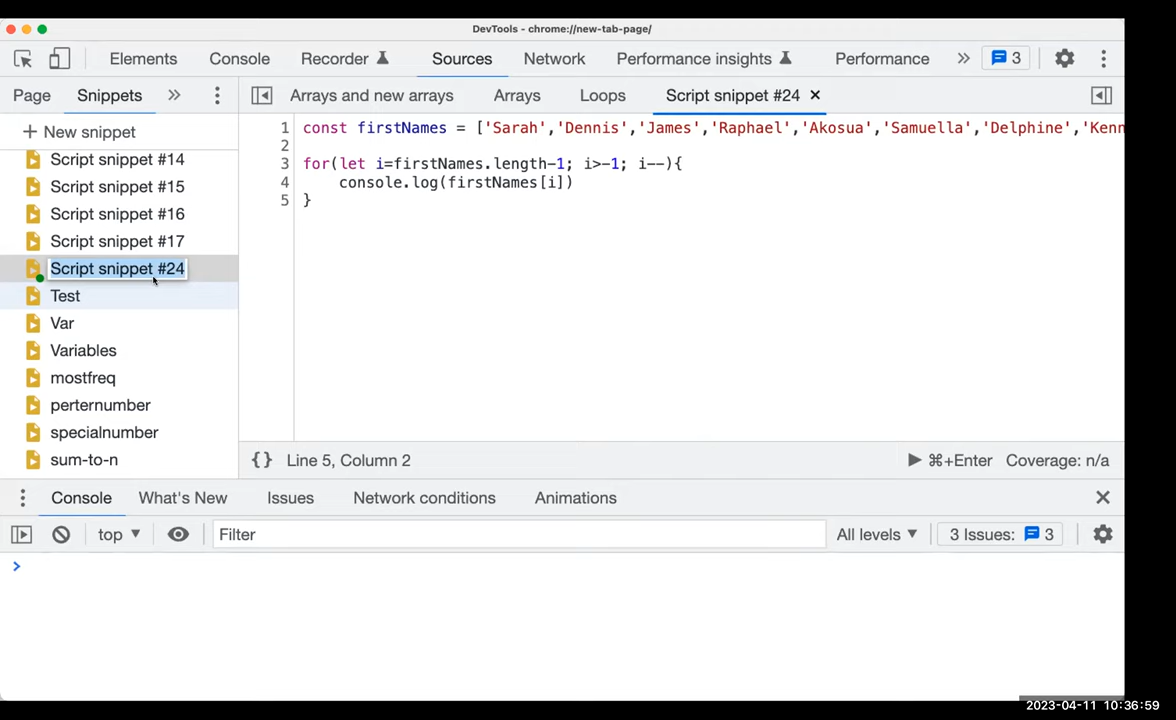 DevTools - chrome://new-tab-page/
Elements Console Recorder Sources Network Performance insights Performance » 3
Page Snippets » Arrays and new arrays Arrays Loops Script snippet #24 ×
+ New snippet
Script snippet #14
Script snippet #15
Script snippet #16
Script snippet #17
Script snippet #24
Test
Var
Variables
mostfreq
perternumber
specialnumber
sum-to-n
1 const firstNames = ['Sarah','Dennis','James','Raphael','Akosua','Samuella','Delphine','Kenn
2
3 for(let i=firstNames.length-1; i>-1; i--){
4 console.log(firstNames[i])
5 }
{} Line 5, Column 2 ⌘+Enter Coverage: n/a
Console What's New Issues Network conditions Animations ×
top ▼ Filter All levels ▼ 3 Issues: 3
>
2023-04-11 10:36:59